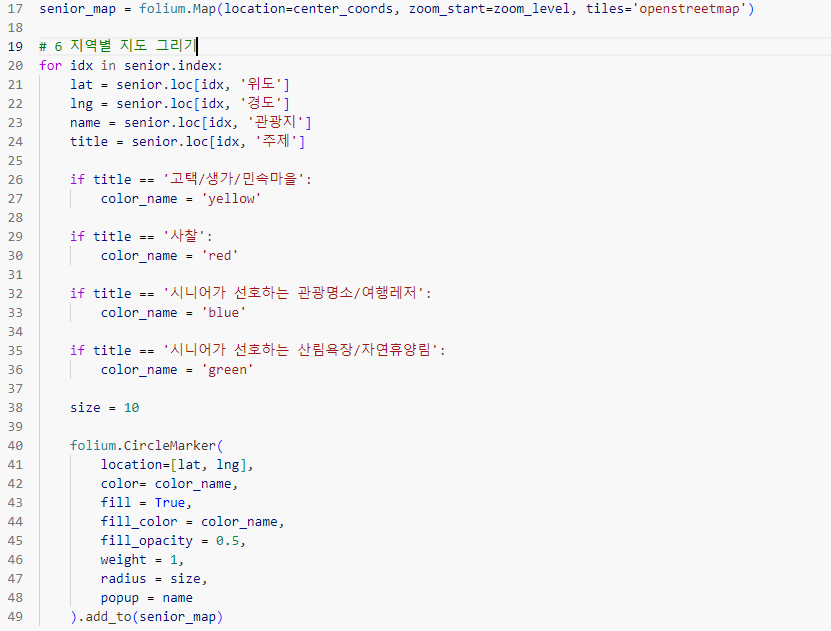 17 senior_map = folium.Map(location=center_coords, zoom_start=zoom_level, tiles='openstreetmap')
18
19 # 6 지역별 지도 그리기
20 for idx in senior.index:
21     lat = senior.loc[idx, '위도']
22     lng = senior.loc[idx, '경도']
23     name = senior.loc[idx, '관광지']
24     title = senior.loc[idx, '주제']
25
26     if title == '고택/생가/민속마을':
27         color_name = 'yellow'
28
29     if title == '사찰':
30         color_name = 'red'
31
32     if title == '시니어가 선호하는 관광명소/여행레저':
33         color_name = 'blue'
34
35     if title == '시니어가 선호하는 산림욕장/자연휴양림':
36         color_name = 'green'
37
38     size = 10
39
40     folium.CircleMarker(
41         location=[lat, lng],
42         color= color_name,
43         fill = True,
44         fill_color = color_name,
45         fill_opacity = 0.5,
46         weight = 1,
47         radius = size,
48         popup = name
49     ).add_to(senior_map)